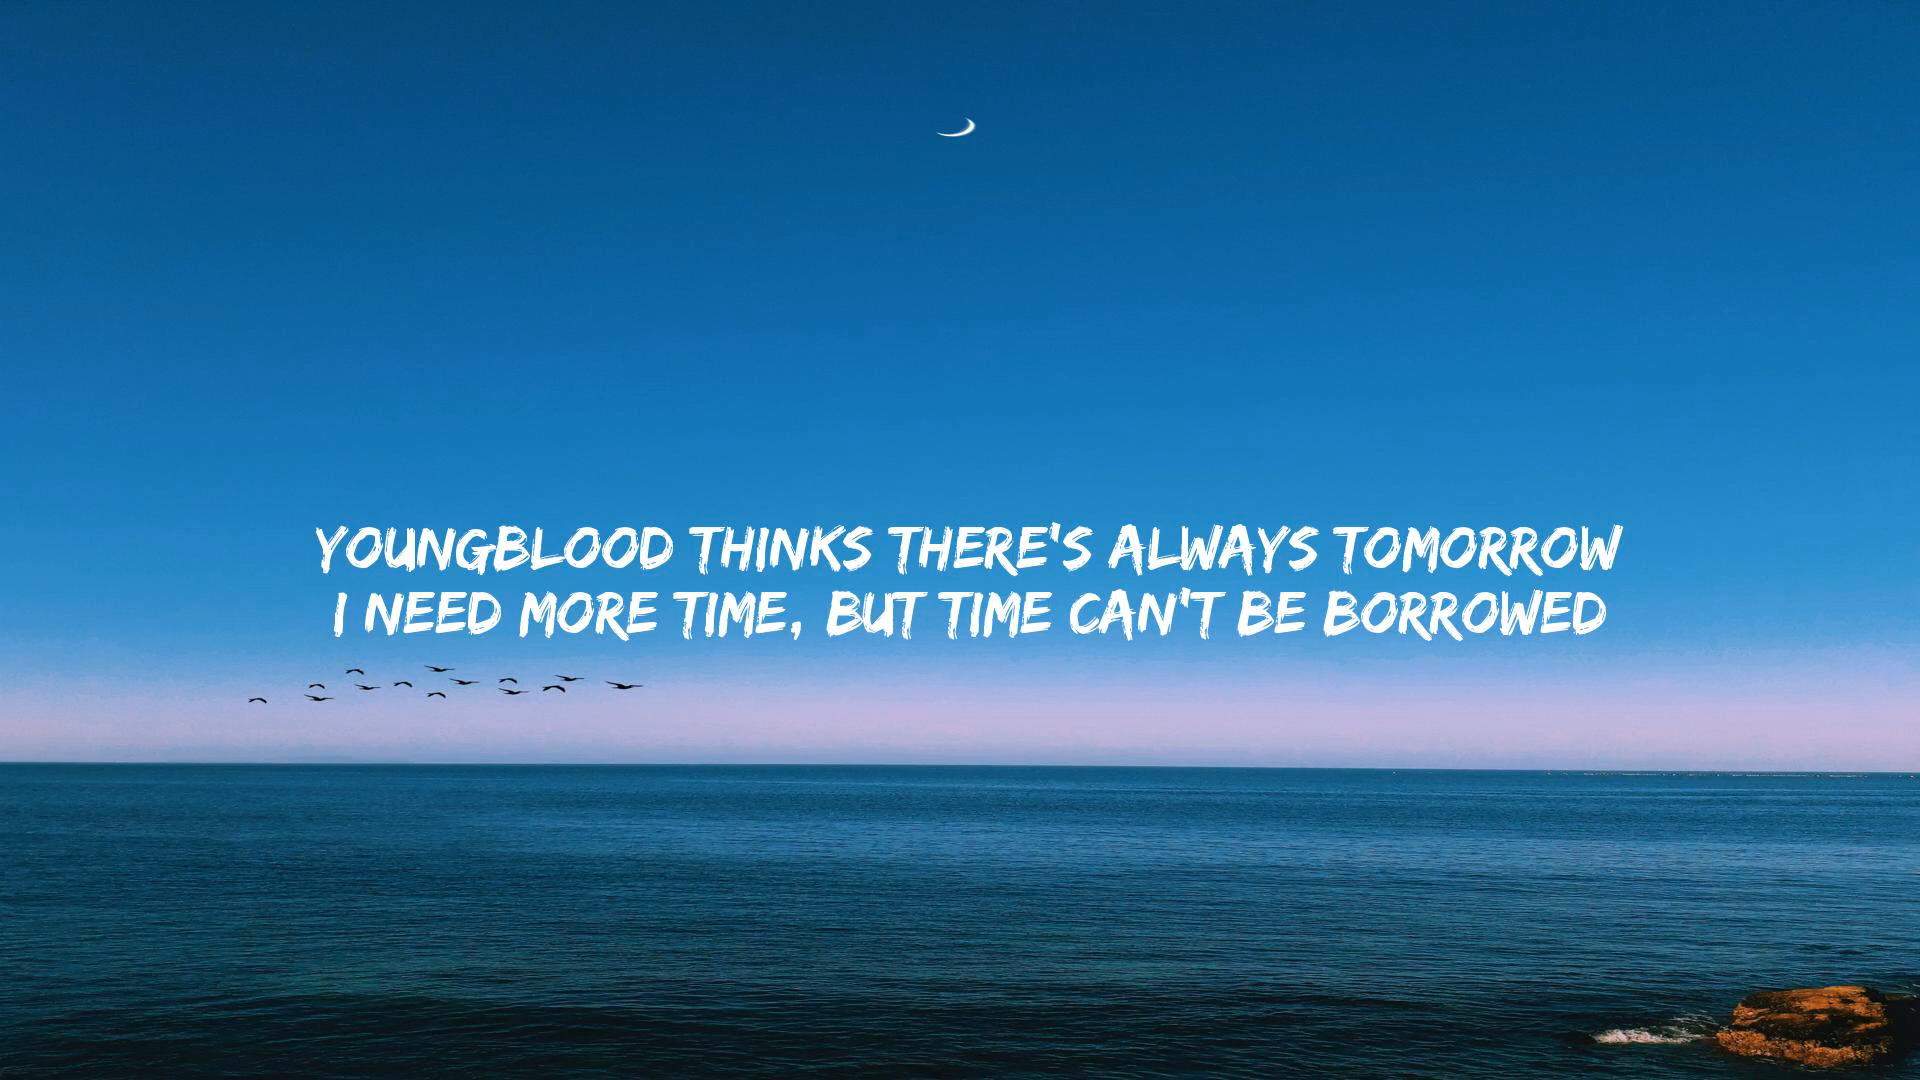 YOUNGBLOOD THINKS THERE'S ALWAYS TOMORROW
I NEED MORE TIME, BUT TIME CAN'T BE BORROWED